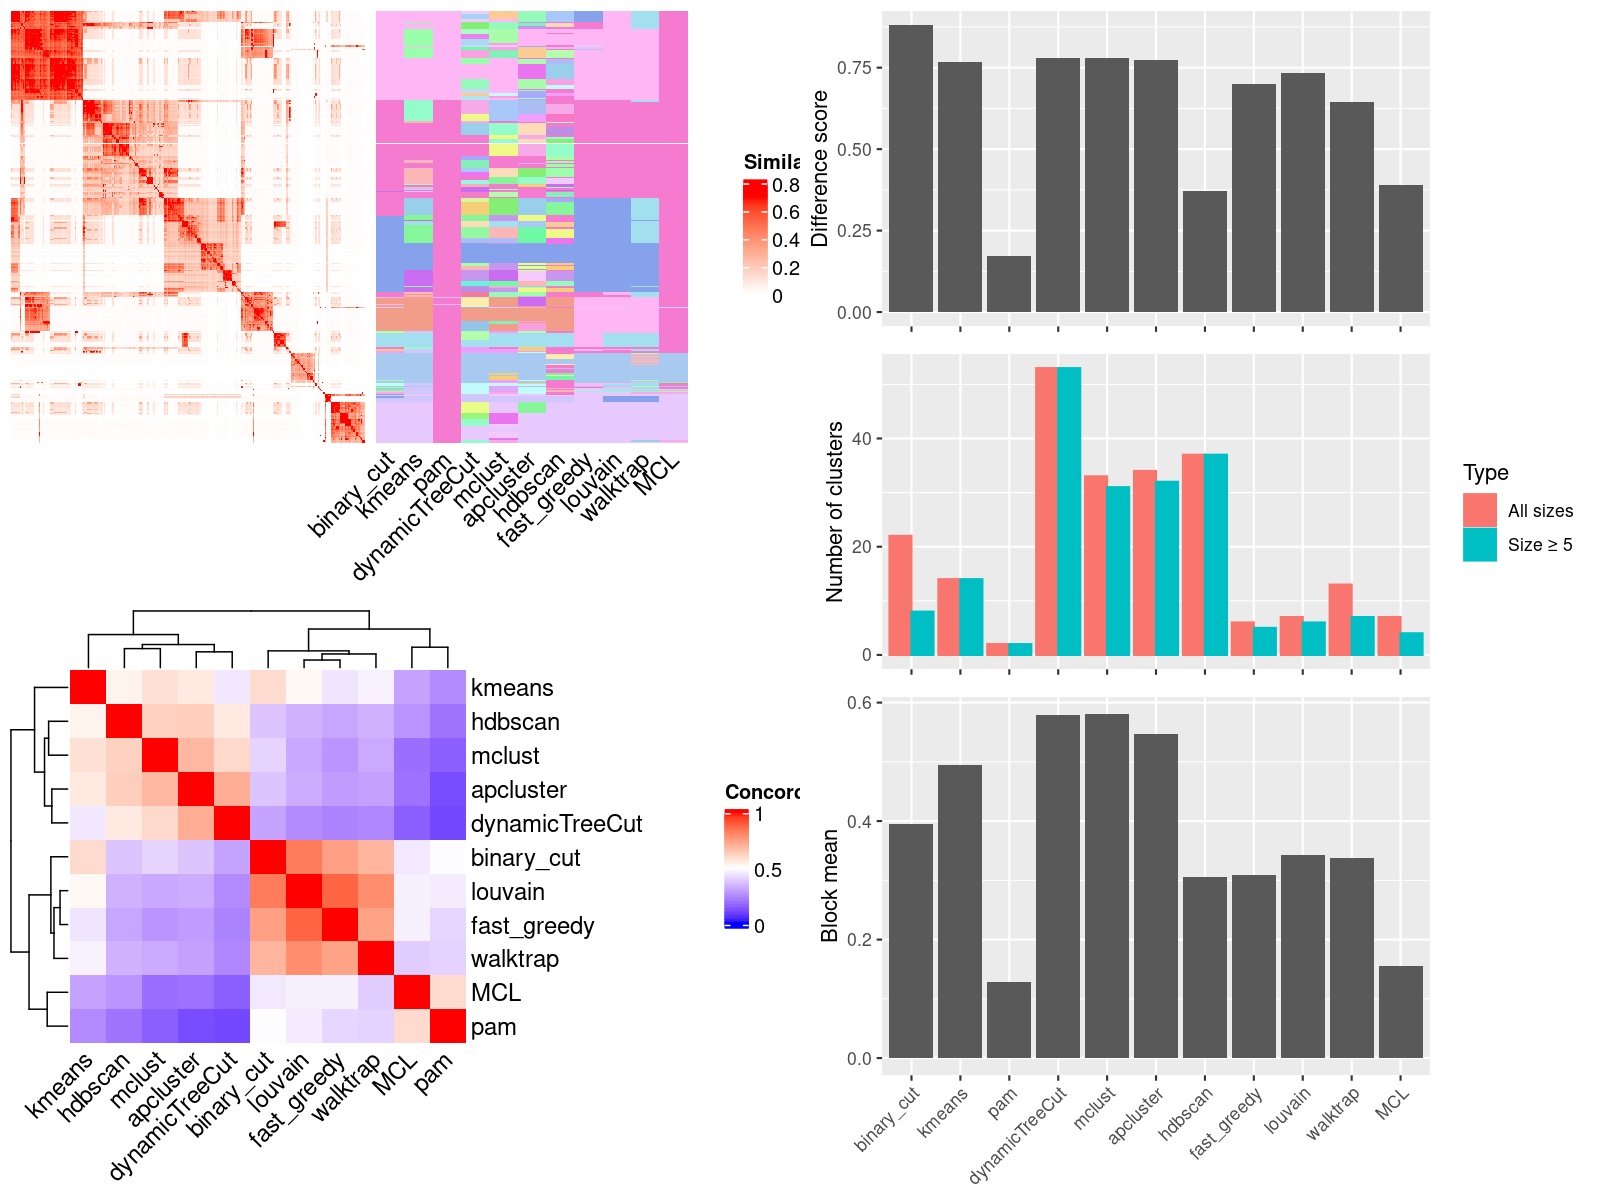 Simila
0.8
0.6
0.4
0.2
0
binary_cut
kmeans
pam
dynamicTreeCut
mclust
apcluster
hdbscan
fast_greedy
louvain
walktrap
MCL
kmeans
hdbscan
mclust
apcluster
dynamicTreeCut
binary_cut
louvain
fast_greedy
walktrap
MCL
pam
kmeans
hdbscan
mclust
apcluster
dynamicTreeCut
binary_cut
louvain
fast_greedy
walktrap
MCL
pam
Concord
1
0.5
0
Difference score
0.75
0.50
0.25
0.00
Number of clusters
40
20
0
Type
All sizes
Size ≥ 5
Block mean
0.6
0.4
0.2
0.0
binary_cut
kmeans
pam
dynamicTreeCut
mclust
apcluster
hdbscan
fast_greedy
louvain
walktrap
MCL